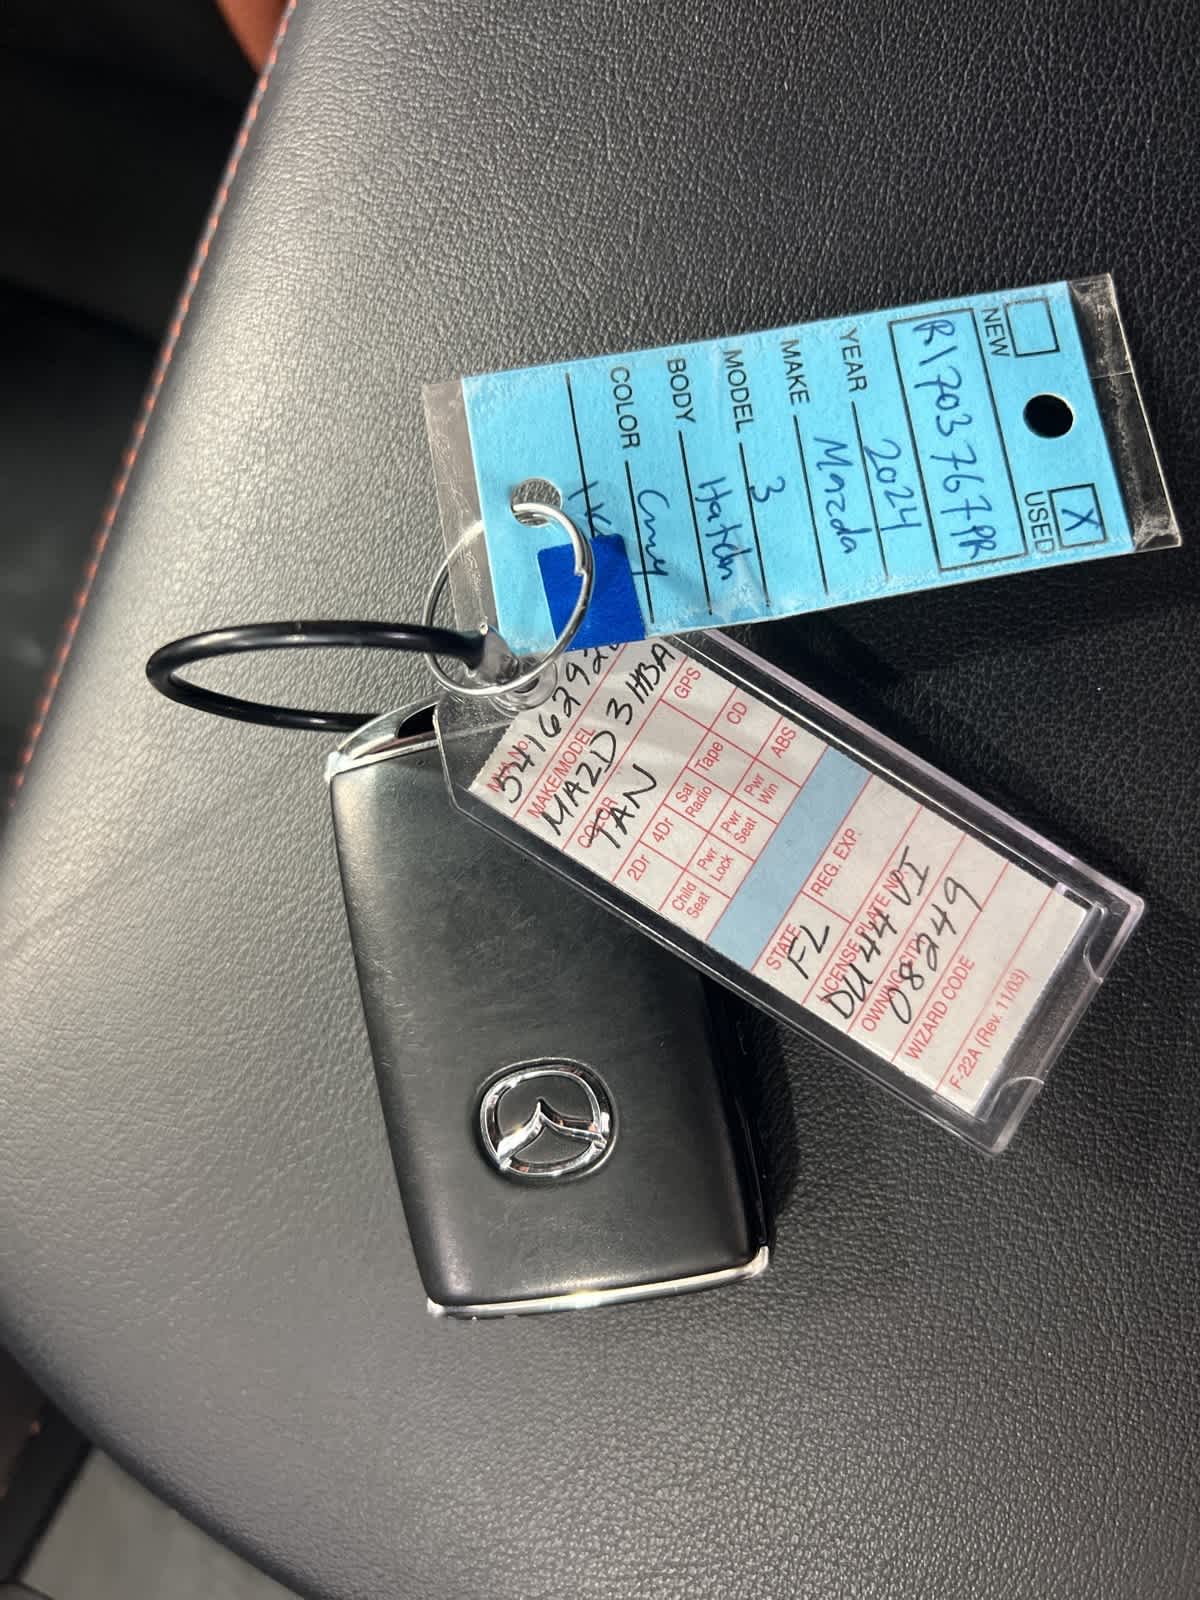 NEW
X
USED
R1703767PR
YEAR 2024
MAKE Mazda
MODEL 3
BODY Hatch
COLOR
MAKE/MODEL
MAZD 3 HBA
COLOR
TAN
GPS
2Dr 4Dr Sat Radio Tape CD
Child Seat Pwr Lock Pwr Seat Pwr Win ABS
STATE REG. EXP.
FL
LICENSE PLATE NO.
DU44VI
OWNING CITY
08249
WIZARD CODE
F-22A (Rev. 11/03)